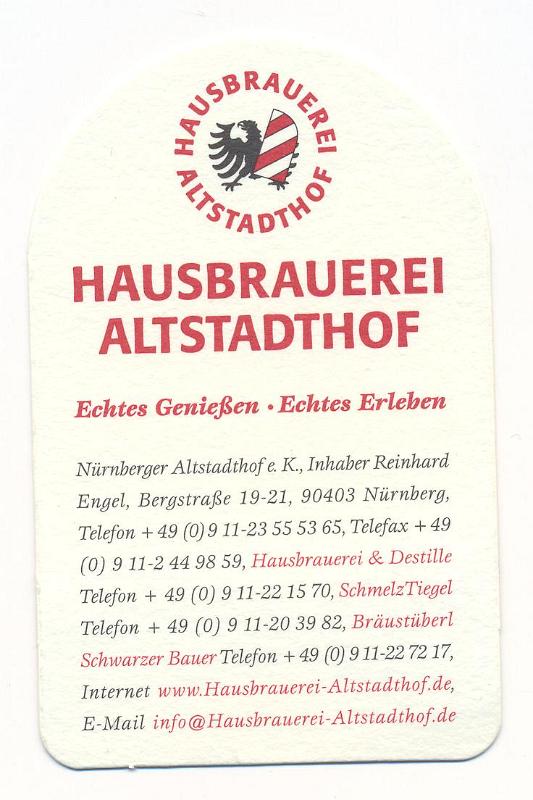 HAUSBRAUEREI
ALTSTADTHOF
HAUSBRAUEREI
ALTSTADTHOF
Echtes Genießen · Echtes Erleben
Nürnberger Altstadthof e. K., Inhaber Reinhard
Engel, Bergstraße 19-21, 90403 Nürnberg,
Telefon + 49 (0) 9 11-23 55 53 65, Telefax + 49
(0) 9 11-2 44 98 59, Hausbrauerei & Destille
Telefon + 49 (0) 9 11-22 15 70, SchmelzTiegel
Telefon + 49 (0) 9 11-20 39 82, Bräustüberl
Schwarzer Bauer Telefon + 49 (0) 9 11-22 72 17,
Internet www.Hausbrauerei-Altstadthof.de,
E-Mail info@Hausbrauerei-Altstadthof.de